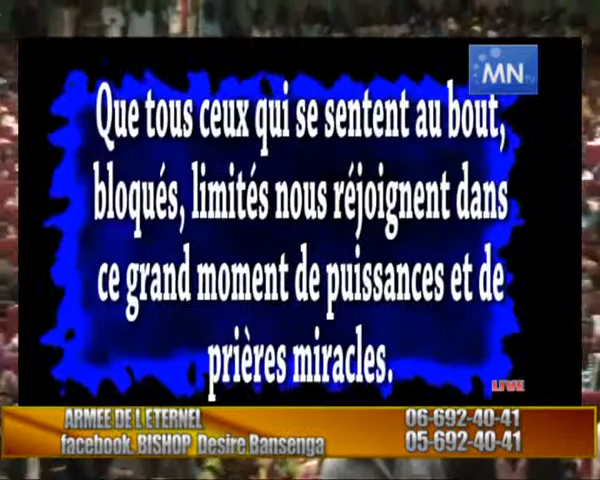 MN TV
Que tous ceux qui se sentent au bout,
bloqués, limités nous réjoignent dans
ce grand moment de puissances et de
prières miracles.
LIVE
ARMEE DE L ETERNEL
06-692-40-41
facebook. BISHOP Desire Bansenga
05-692-40-41